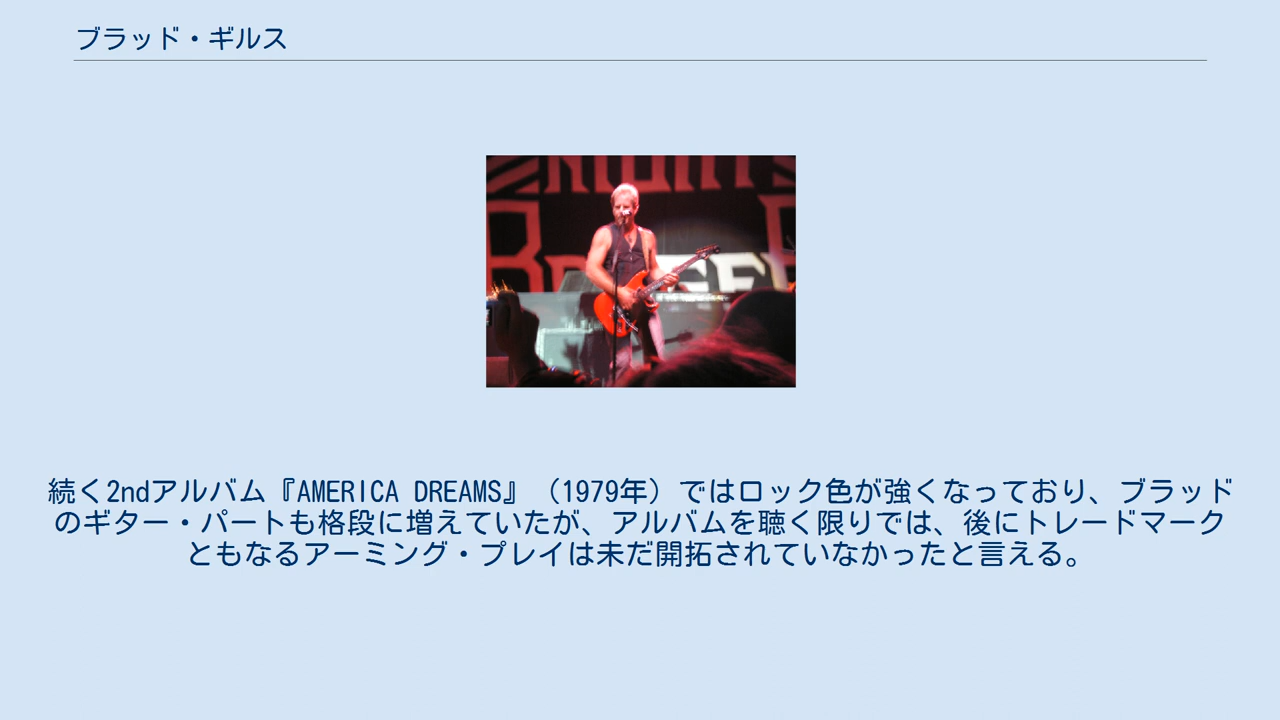 ブラッド・ギルス
続く2ndアルバム『AMERICA DREAMS』（1979年）ではロック色が強くなっており、ブラッド
のギター・パートも格段に増えていたが、アルバムを聴く限りでは、後にトレードマーク
ともなるアーミング・プレイは未だ開拓されていなかったと言える。